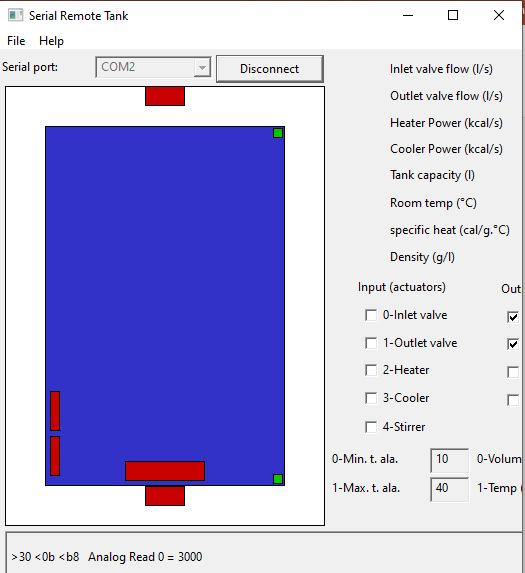 Serial Remote Tank
File Help
Serial port: COM2 Disconnect
Inlet valve flow (l/s)
Outlet valve flow (l/s)
Heater Power (kcal/s)
Cooler Power (kcal/s)
Tank capacity (l)
Room temp (°C)
specific heat (cal/g.°C)
Density (g/l)
Input (actuators) Out
0-Inlet valve
1-Outlet valve
2-Heater
3-Cooler
4-Stirrer
0-Min. t. ala. 10 0-Volum
1-Max. t. ala. 40 1-Temp (
>30 <0b <b8 Analog Read 0 = 3000